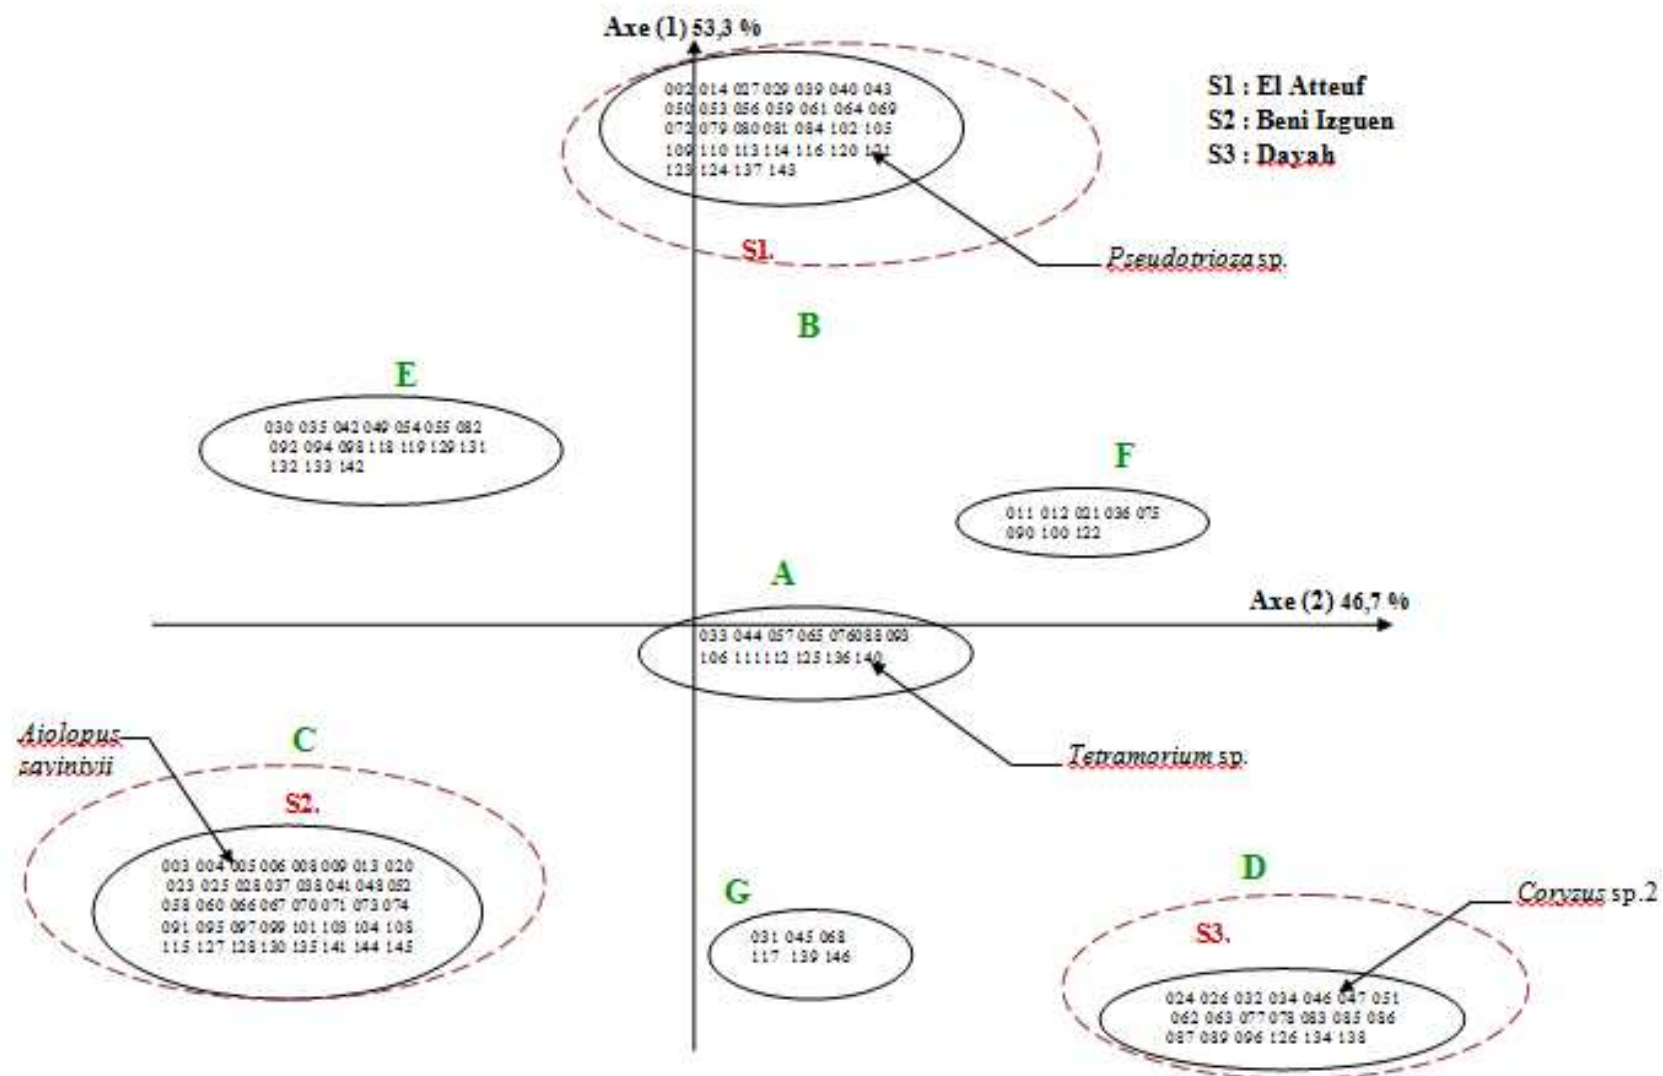 Axe (1) 53,3 %
S1 : El Atteuf
S2 : Beni Izguen
S3 : Dayah
002 014 027 029 039 040 043
050 053 056 059 061 064 069
072 079 080 081 084 102 105
109 110 113 114 116 120 121
123 124 137 143
S1.
Pseudotrioza sp.
B
E
030 035 042 049 054 055 082
092 094 098 118 119 129 131
132 133 142
F
011 012 021 036 075
090 100 122
A
Axe (2) 46,7 %
033 044 057 065 076 088 093
106 111 112 125 136 140
Tetramorium sp.
Aiolopus
savinivii
C
S2.
003 004 005 006 008 009 013 020
023 025 028 037 038 041 048 052
058 060 066 067 070 071 073 074
091 095 097 099 101 103 104 108
115 127 128 130 135 141 144 145
G
031 045 068
117 139 146
D
S3.
Coryzus sp.2
024 026 032 034 046 047 051
062 063 077 078 083 085 086
087 089 096 126 134 138